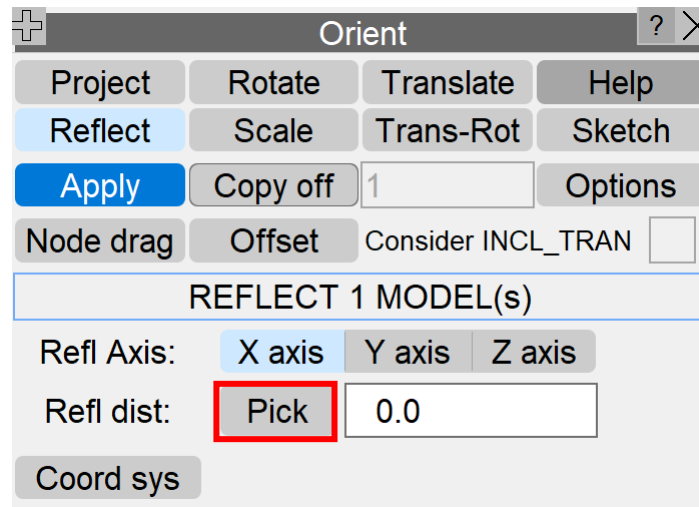 Orient ?
Project Rotate Translate Help
Reflect Scale Trans-Rot Sketch
Apply Copy off 1 Options
Node drag Offset Consider INCL_TRAN
REFLECT 1 MODEL(s)
Refl Axis: X axis Y axis Z axis
Refl dist: Pick 0.0
Coord sys